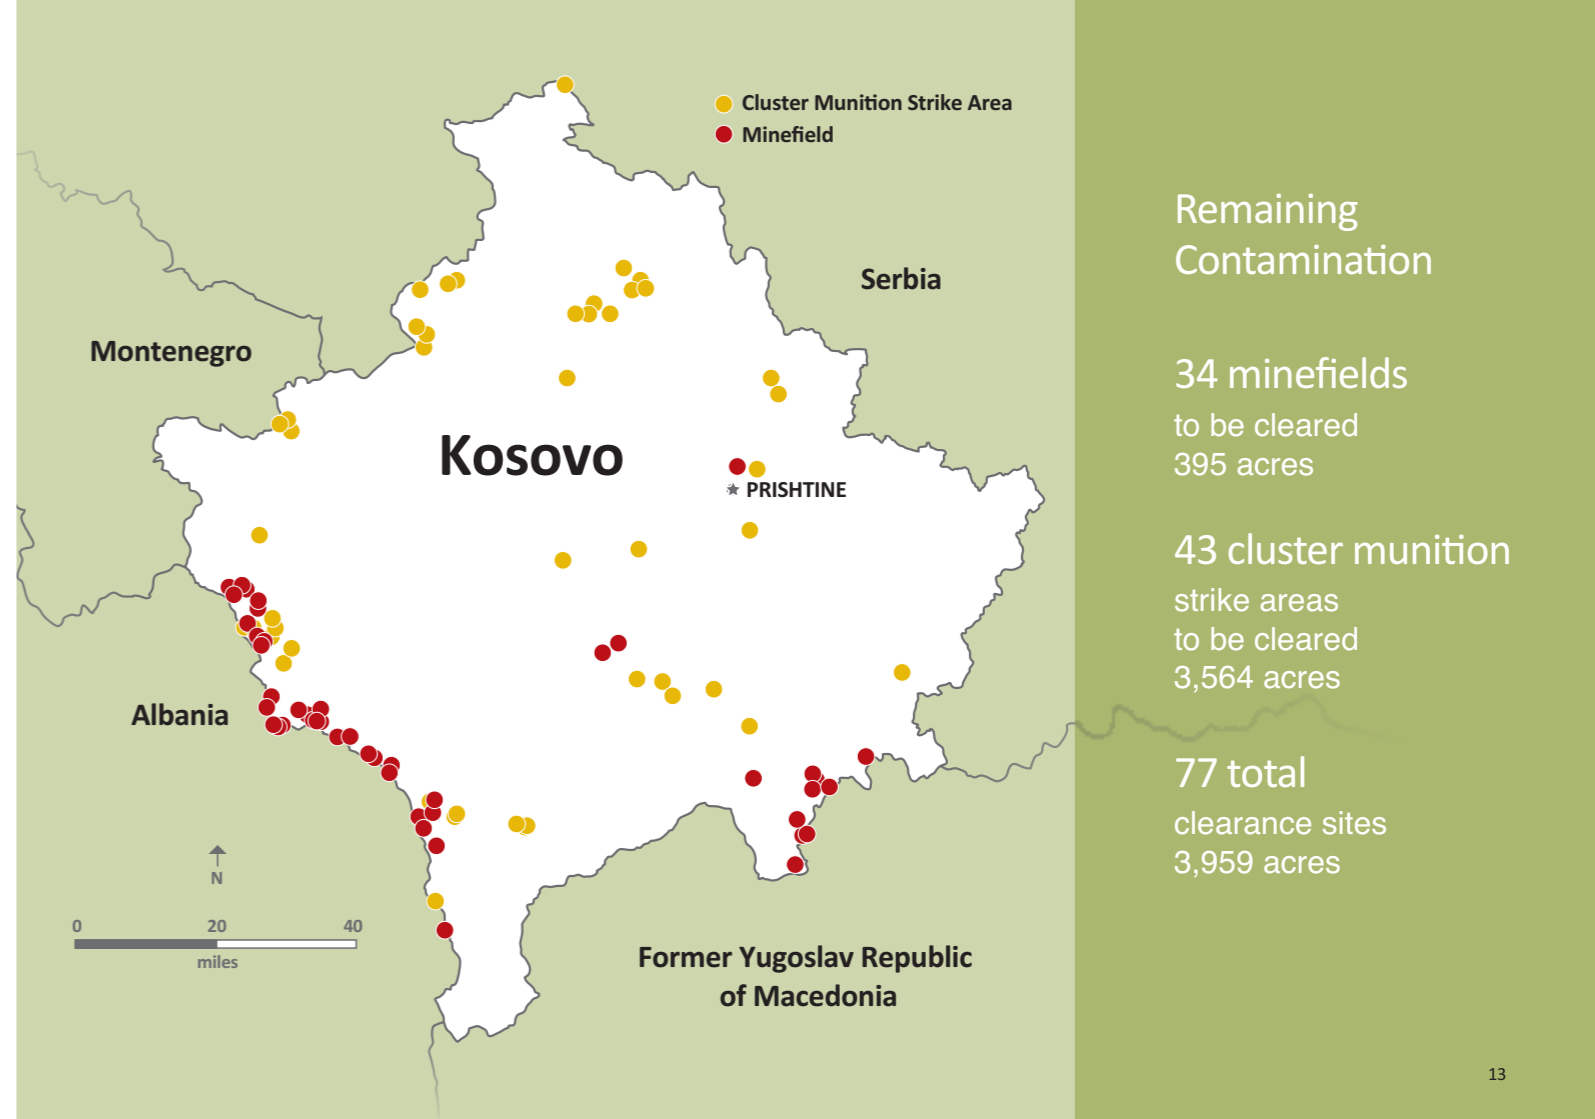 Cluster Munition Strike Area
Minefield
Serbia
Montenegro
Kosovo
PRISHTINE
Albania
N
0 20 40
miles
Former Yugoslav Republic
of Macedonia
Remaining
Contamination
34 minefields
to be cleared
395 acres
43 cluster munition
strike areas
to be cleared
3,564 acres
77 total
clearance sites
3,959 acres
13